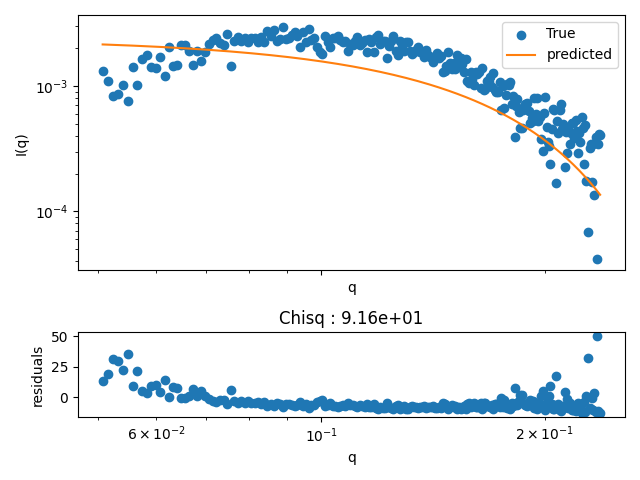 True
predicted
10⁻³
10⁻⁴
I(q)
q
Chisq : 9.16e+01
50
25
0
residuals
6 × 10⁻²
10⁻¹
2 × 10⁻¹
q